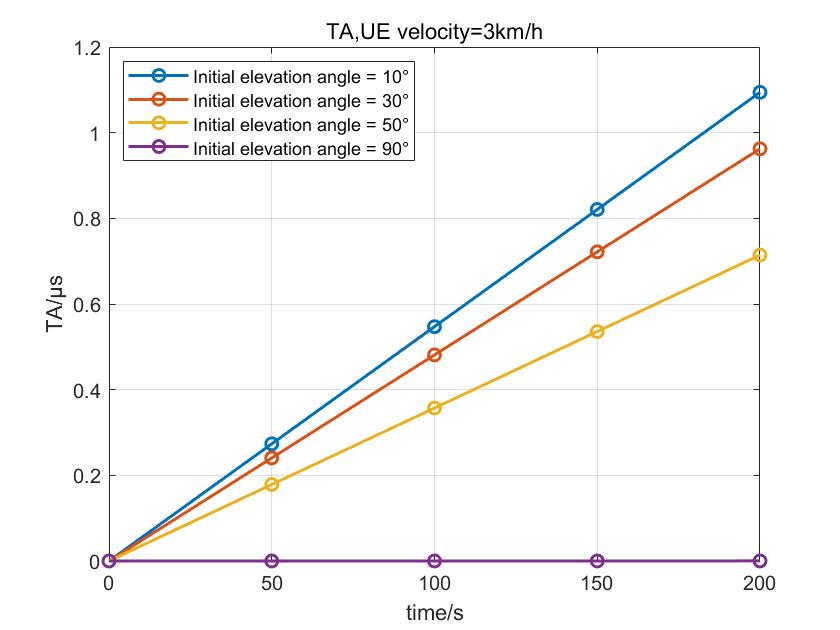 TA,UE velocity=3km/h
Initial elevation angle = 10°
Initial elevation angle = 30°
Initial elevation angle = 50°
Initial elevation angle = 90°
1.2
1
0.8
0.6
0.4
0.2
0
TA/μs
0 50 100 150 200
time/s